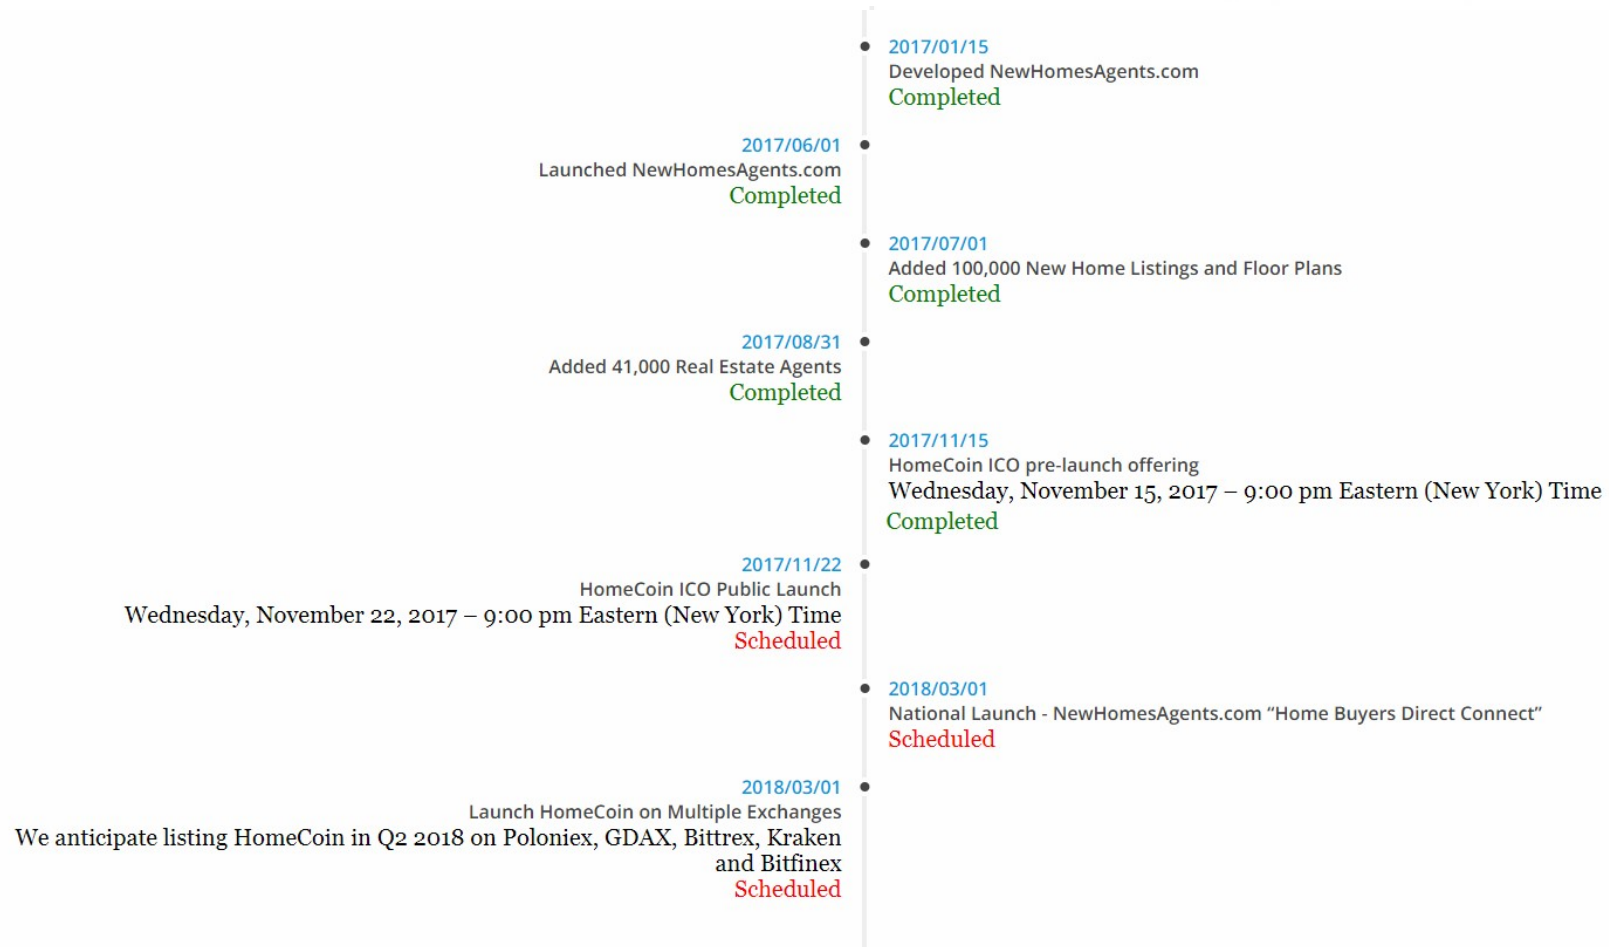 2017/01/15
Developed NewHomesAgents.com
Completed
2017/06/01
Launched NewHomesAgents.com
Completed
2017/07/01
Added 100,000 New Home Listings and Floor Plans
Completed
2017/08/31
Added 41,000 Real Estate Agents
Completed
2017/11/15
HomeCoin ICO pre-launch offering
Wednesday, November 15, 2017 – 9:00 pm Eastern (New York) Time
Completed
2017/11/22
HomeCoin ICO Public Launch
Wednesday, November 22, 2017 – 9:00 pm Eastern (New York) Time
Scheduled
2018/03/01
National Launch - NewHomesAgents.com “Home Buyers Direct Connect”
Scheduled
2018/03/01
Launch HomeCoin on Multiple Exchanges
We anticipate listing HomeCoin in Q2 2018 on Poloniex, GDAX, Bittrex, Kraken
and Bitfinex
Scheduled